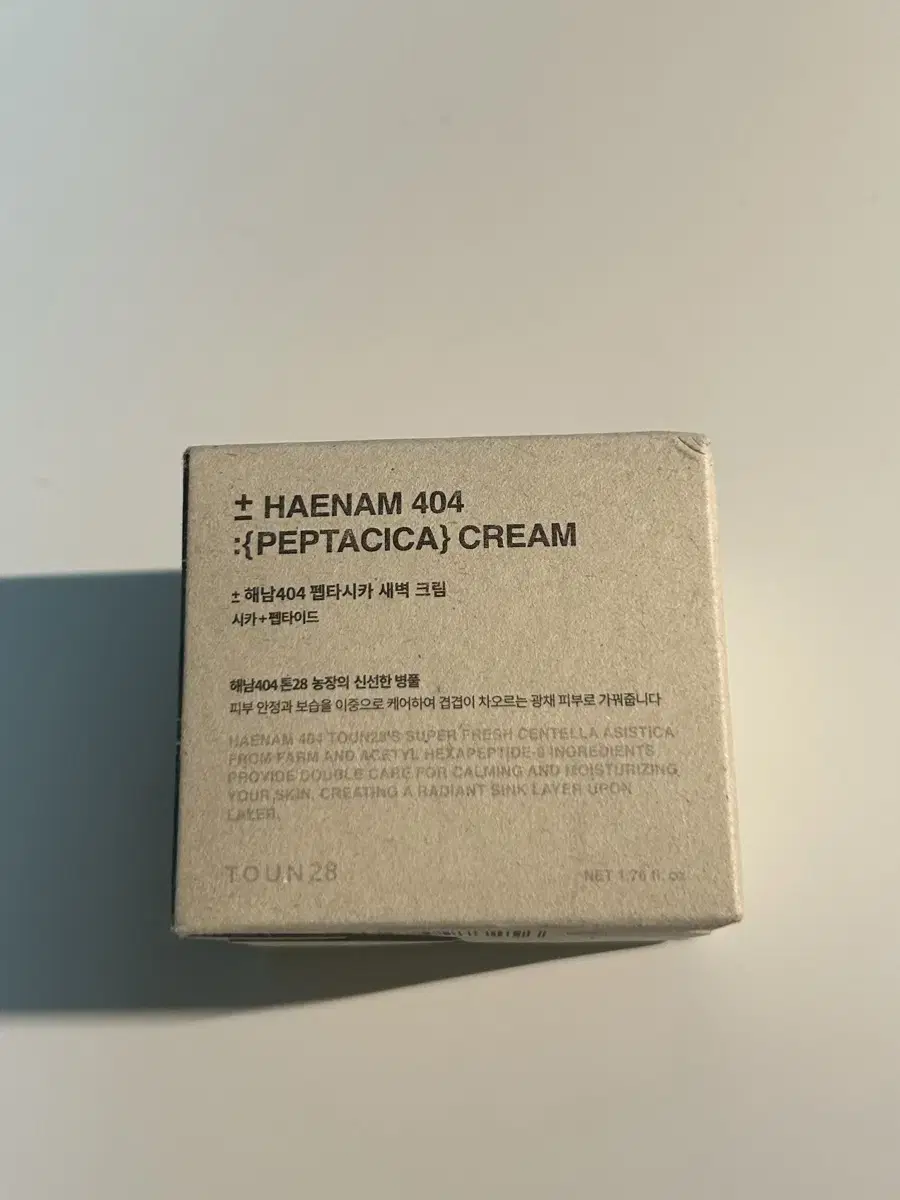 ± HAENAM 404
:{PEPTACICA} CREAM
± 해남404 펩타시카 새벽 크림
시카+펩타이드
해남404 톤28 농장의 신선한 병풀
피부 안정과 보습을 이중으로 케어하여 겹겹이 차오르는 광채 피부로 가꿔줍니다
HAENAM 404 TOUN28'S SUPER FRESH CENTELLA ASISTICA
FROM FARM AND ACETYL HEXAPEPTIDE-8 INGREDIENTS
PROVIDE DOUBLE CARE FOR CALMING AND MOISTURIZING
YOUR SKIN, CREATING A RADIANT SINK LAYER UPON
LAYER.
TOUN28
NET 1.76 fl. oz